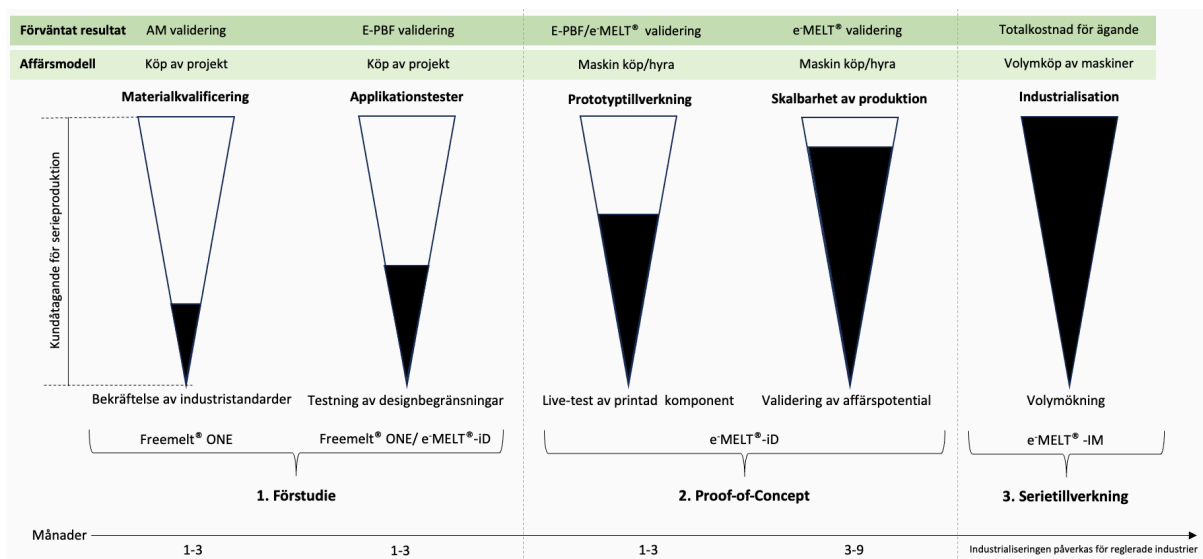 Förväntat resultat AM validering E-PBF validering E-PBF/e-MELT® validering e-MELT® validering Totalkostnad för ägande
Affärsmodell Köp av projekt Köp av projekt Maskin köp/hyra Maskin köp/hyra Volymköp av maskiner
Materialkvalificering Applikationstester Prototyptillverkning Skalbarhet av produktion Industrialisation
Kundåtagande för serieproduktion
Bekräftelse av industristandarder Testning av designbegränsningar Live-test av printad komponent Validering av affärspotential Volymökning
Freemelt® ONE Freemelt® ONE/ e-MELT®-iD e-MELT®-iD e-MELT® -IM
1. Förstudie 2. Proof-of-Concept 3. Serietillverkning
Månader
1-3 1-3 1-3 3-9 Industrialiseringen påverkas för reglerade industrier